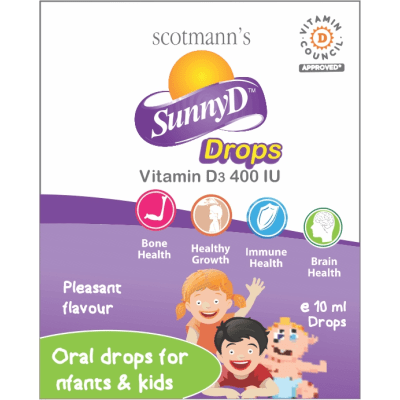 scotmann's
VITAMIN D COUNCIL
APPROVED
SunnyD™
Drops
Vitamin D3 400 IU
Bone
Health
Healthy
Growth
Immune
Health
Brain
Health
Pleasant
flavour
e 10 ml
Drops
Oral drops for
nfants & kids